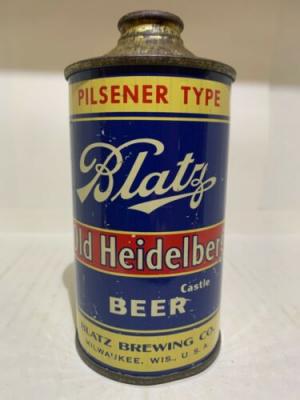 PILSENER TYPE
Blatz
Old Heidelberg
Castle
BEER
BLATZ BREWING CO.
MILWAUKEE, WIS., U.S.A.